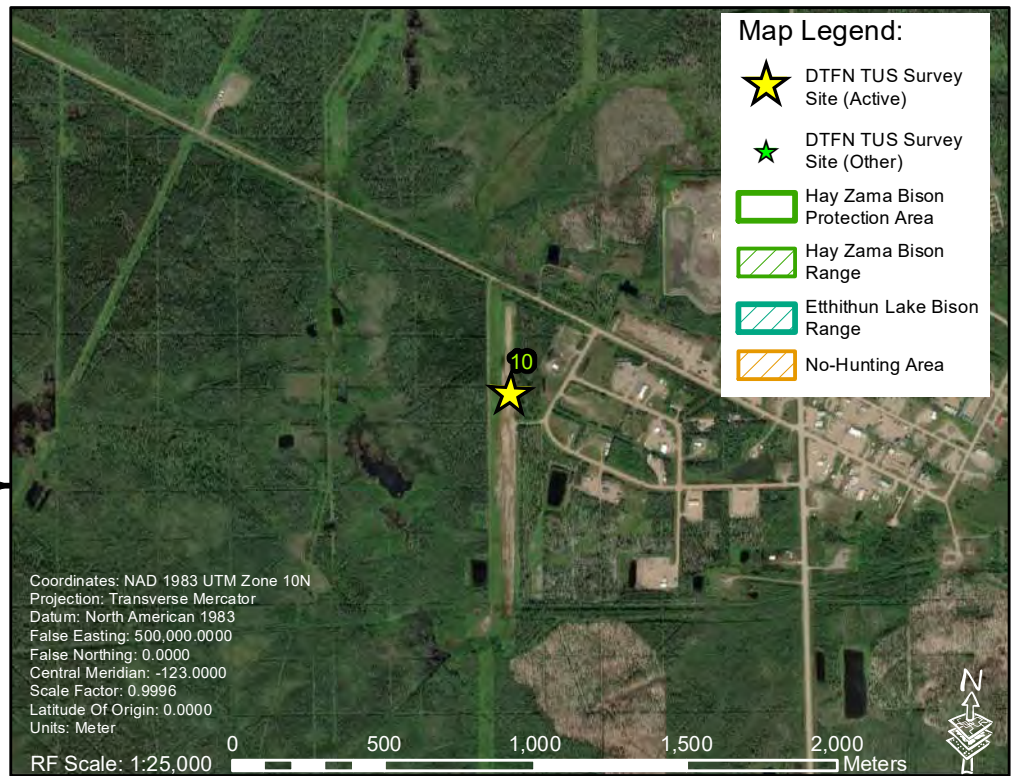 Map Legend:
DTFN TUS Survey
Site (Active)
DTFN TUS Survey
Site (Other)
Hay Zama Bison
Protection Area
Hay Zama Bison
Range
Etthithun Lake Bison
Range
No-Hunting Area
10
Coordinates: NAD 1983 UTM Zone 10N
Projection: Transverse Mercator
Datum: North American 1983
False Easting: 500,000.0000
False Northing: 0.0000
Central Meridian: -123.0000
Scale Factor: 0.9996
Latitude Of Origin: 0.0000
Units: Meter
RF Scale: 1:25,000
0 500 1,000 1,500 2,000
Meters
N